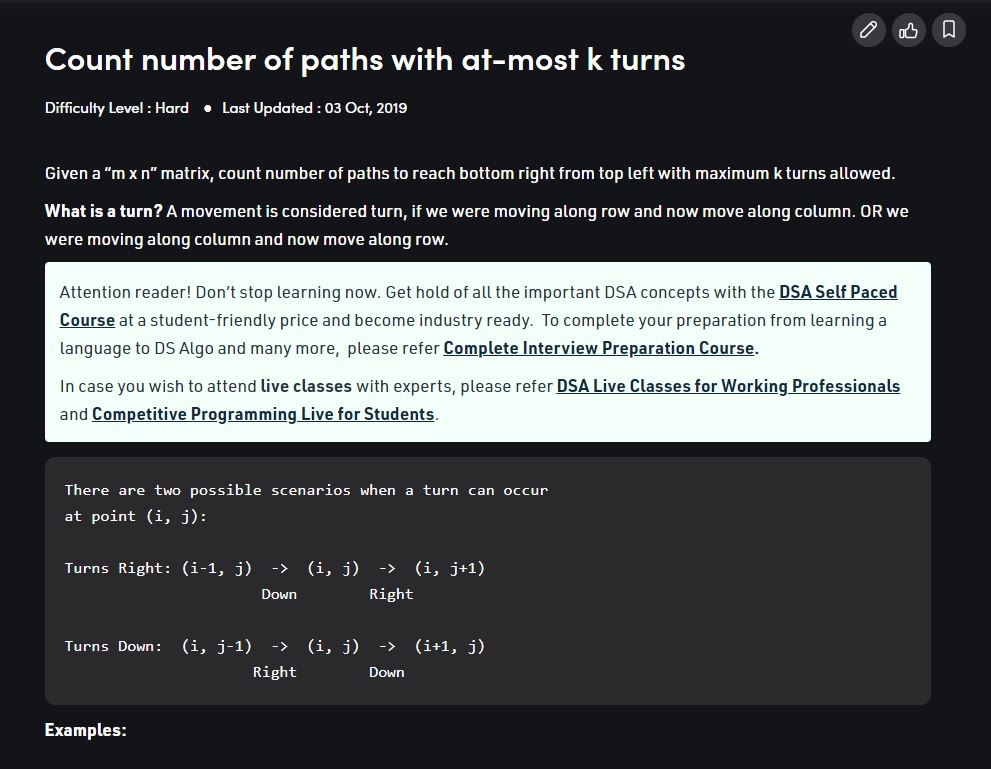 Count number of paths with at-most k turns
Difficulty Level : Hard ● Last Updated : 03 Oct, 2019
Given a “m x n” matrix, count number of paths to reach bottom right from top left with maximum k turns allowed.
What is a turn? A movement is considered turn, if we were moving along row and now move along column. OR we
were moving along column and now move along row.
Attention reader! Don’t stop learning now. Get hold of all the important DSA concepts with the DSA Self Paced
Course at a student-friendly price and become industry ready.  To complete your preparation from learning a
language to DS Algo and many more,  please refer Complete Interview Preparation Course.
In case you wish to attend live classes with experts, please refer DSA Live Classes for Working Professionals
and Competitive Programming Live for Students.
There are two possible scenarios when a turn can occur
at point (i, j):
Turns Right: (i-1, j)  ->  (i, j)  ->  (i, j+1)
Down        Right
Turns Down:  (i, j-1)  ->  (i, j)  ->  (i+1, j)
Right        Down
Examples: